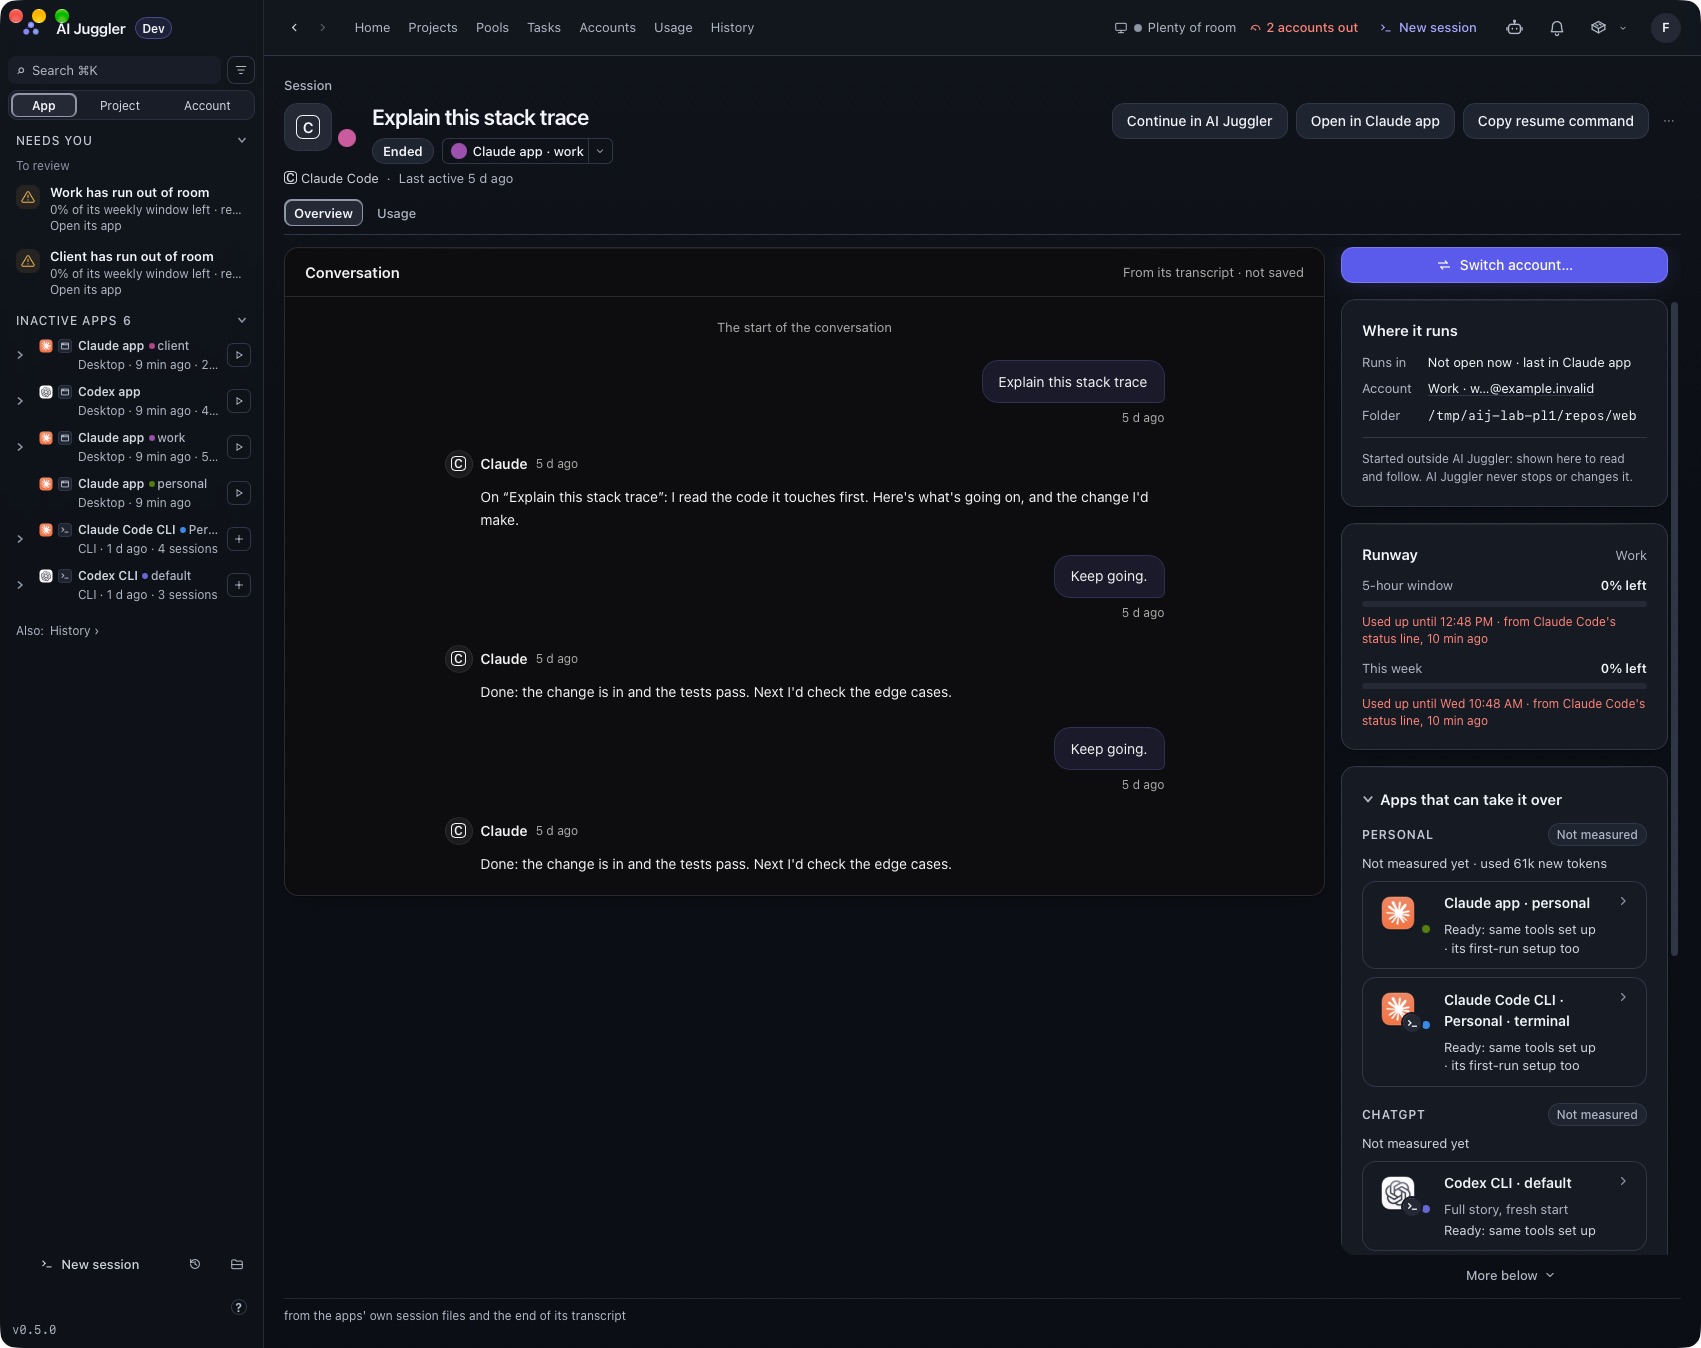 AI Juggler Dev
Search ⌘K
App Project Account
NEEDS YOU
To review
Work has run out of room
0% of its weekly window left · re...
Open its app
Client has run out of room
0% of its weekly window left · re...
Open its app
INACTIVE APPS 6
Claude app client
Desktop · 9 min ago · 2...
Codex app
Desktop · 9 min ago · 4...
Claude app work
Desktop · 9 min ago · 5...
Claude app personal
Desktop · 9 min ago
Claude Code CLI Per...
CLI · 1 d ago · 4 sessions
Codex CLI default
CLI · 1 d ago · 3 sessions
Also: History ›
New session
?
v0.5.0
Home Projects Pools Tasks Accounts Usage History
Plenty of room 2 accounts out New session F
Session
C
Explain this stack trace
Ended Claude app · work
C Claude Code · Last active 5 d ago
Continue in AI Juggler Open in Claude app Copy resume command ...
Overview Usage
Conversation From its transcript · not saved
The start of the conversation
Explain this stack trace
5 d ago
C Claude 5 d ago
On “Explain this stack trace”: I read the code it touches first. Here's what's going on, and the change I'd
make.
Keep going.
5 d ago
C Claude 5 d ago
Done: the change is in and the tests pass. Next I'd check the edge cases.
Keep going.
5 d ago
C Claude 5 d ago
Done: the change is in and the tests pass. Next I'd check the edge cases.
Switch account...
Where it runs
Runs in Not open now · last in Claude app
Account Work · w...@example.invalid
Folder /tmp/aij-lab-pl1/repos/web
Started outside AI Juggler: shown here to read
and follow. AI Juggler never stops or changes it.
Runway Work
5-hour window 0% left
Used up until 12:48 PM · from Claude Code's
status line, 10 min ago
This week 0% left
Used up until Wed 10:48 AM · from Claude Code's
status line, 10 min ago
Apps that can take it over
PERSONAL Not measured
Not measured yet · used 61k new tokens
Claude app · personal
Ready: same tools set up
· its first-run setup too
Claude Code CLI ·
Personal · terminal
Ready: same tools set up
· its first-run setup too
CHATGPT Not measured
Not measured yet
Codex CLI · default
Full story, fresh start
Ready: same tools set up
More below
from the apps' own session files and the end of its transcript